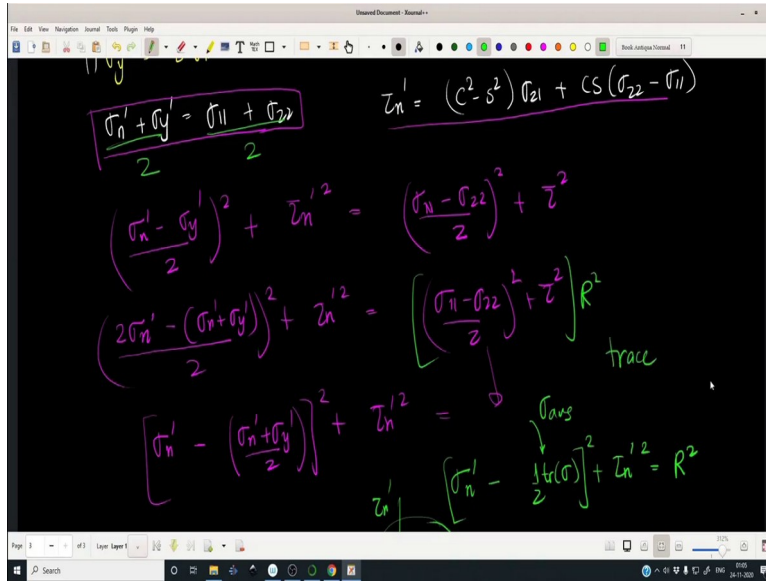 Unsaved Document - Xournal++
File Edit View Navigation Journal Tools Plugin Help
Book Antiqua Normal 11
σn' + σy' = σ11 + σ22
2 2
τn' = (c² - s²) σ21 + cs(σ22 - σ11)
((σn' - σy')/2)² + τn'² = ((σ11 - σ22)/2)² + τ²
((2σn' - (σn' + σy'))/2)² + τn'² = [((σ11 - σ22)/2)² + τ²] R²
trace
[σn' - ((σn' + σy')/2)]² + τn'² =
σavg
[σn' - 1/2 tr(σ)]² + τn'² = R²
τn'
Page 3 of 3 Layer Layer 1 312%
Search
ENG 01:05
24-11-2020